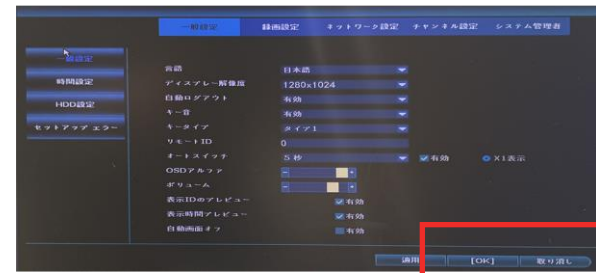 一般設定 録画設定 ネットワーク設定 チャンネル設定 システム管理者
一般設定
時間設定
HDD設定
セットアップ エラー
言語 日本語
ディスプレー解像度 1280x1024
自動ログアウト 有効
キー音 有効
キータイプ タイプ1
リモートID 0
オートスイッチ 5 秒 有効 X1表示
OSDアルファ
ボリューム
表示IDのプレビュー 有効
表示時間プレビュー 有効
自動画面オフ 有効
適用 [OK] 取り消し